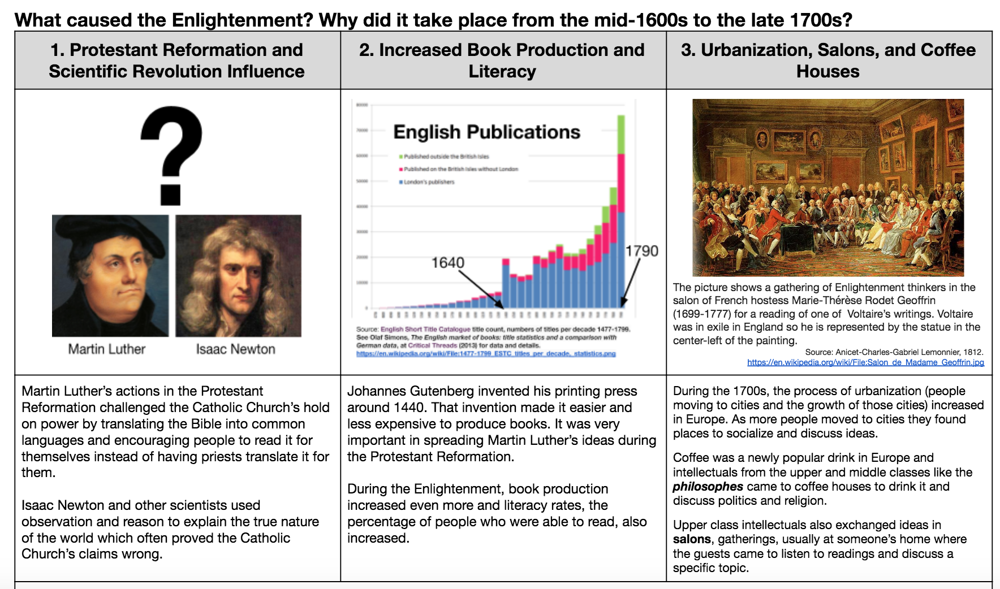 What caused the Enlightenment? Why did it take place from the mid-1600s to the late 1700s?
1. Protestant Reformation and
Scientific Revolution Influence
?
Martin Luther
Isaac Newton
Martin Luther's actions in the Protestant
Reformation challenged the Catholic Church's hold
on power by translating the Bible into common
languages and encouraging people to read it for
themselves instead of having priests translate it for
them.
Isaac Newton and other scientists used
observation and reason to explain the true nature
of the world which often proved the Catholic
Church's claims wrong.
2. Increased Book Production and
Literacy
English Publications
Published outside the British Isles
Published on the British Isles without London
London's publishers
80000
70000
60000
50000
40000
30000
20000
10000
0
1640
1790
Source: English Short Title Catalogue title count, numbers of titles per decade 1477-1799.
See Olaf Simons, The English market of books: title statistics and a comparison with
German data, at Critical Threads (2013) for data and details.
https://en.wikipedia.org/wiki/File:1477-1799_ESTC_titles_per_decade,_statistics.png
Johannes Gutenberg invented his printing press
around 1440. That invention made it easier and
less expensive to produce books. It was very
important in spreading Martin Luther's ideas during
the Protestant Reformation.
During the Enlightenment, book production
increased even more and literacy rates, the
percentage of people who were able to read, also
increased.
3. Urbanization, Salons, and Coffee
Houses
The picture shows a gathering of Enlightenment thinkers in the
salon of French hostess Marie-Thérèse Rodet Geoffrin
(1699-1777) for a reading of one of Voltaire's writings. Voltaire
was in exile in England so he is represented by the statue in the
center-left of the painting.
Source: Anicet-Charles-Gabriel Lemonnier, 1812.
https://en.wikipedia.org/wiki/File:Salon_de_Madame_Geoffrin.jpg
During the 1700s, the process of urbanization (people
moving to cities and the growth of those cities) increased
in Europe. As more people moved to cities they found
places to socialize and discuss ideas.
Coffee was a newly popular drink in Europe and
intellectuals from the upper and middle classes like the
philosophes came to coffee houses to drink it and
discuss politics and religion.
Upper class intellectuals also exchanged ideas in
salons, gatherings, usually at someone's home where
the guests came to listen to readings and discuss a
specific topic.